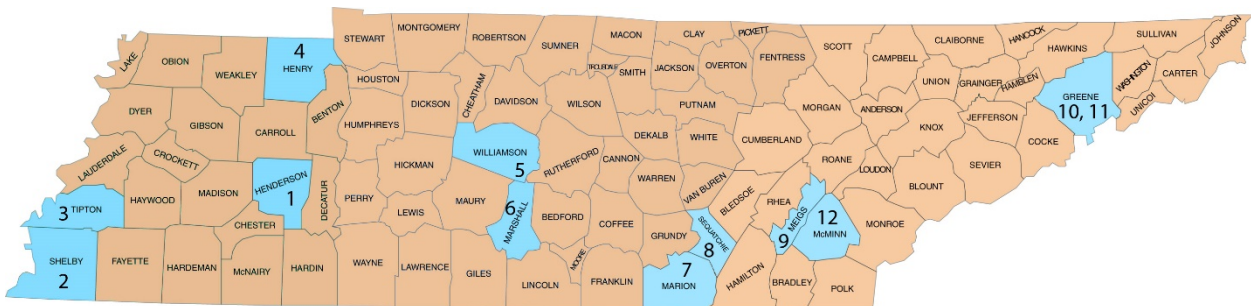 LAKE
OBION
WEAKLEY
4
HENRY
STEWART
MONTGOMERY
ROBERTSON
SUMNER
MACON
CLAY
PICKETT
FENTRESS
SCOTT
CAMPBELL
CLAIBORNE
HANCOCK
HAWKINS
SULLIVAN
JOHNSON
HOUSTON
CHEATHAM
TROUSDALE
SMITH
JACKSON
OVERTON
UNION
GRAINGER
HAMBLEN
GREENE
10, 11
WASHINGTON
CARTER
UNICOI
DYER
GIBSON
CARROLL
BENTON
HUMPHREYS
DICKSON
DAVIDSON
WILSON
PUTNAM
MORGAN
ANDERSON
KNOX
JEFFERSON
COCKE
LAUDERDALE
CROCKETT
HICKMAN
WILLIAMSON
5
RUTHERFORD
CANNON
DEKALB
WHITE
CUMBERLAND
ROANE
LOUDON
BLOUNT
SEVIER
3 TIPTON
HAYWOOD
MADISON
HENDERSON
1
DECATUR
PERRY
LEWIS
MAURY
6
MARSHALL
BEDFORD
COFFEE
WARREN
VAN BUREN
BLEDSOE
RHEA
MEIGS
9
12
McMINN
MONROE
CHESTER
GRUNDY
SEQUATCHIE
8
SHELBY
2
FAYETTE
HARDEMAN
McNAIRY
HARDIN
WAYNE
LAWRENCE
GILES
LINCOLN
MOORE
FRANKLIN
7
MARION
HAMILTON
BRADLEY
POLK